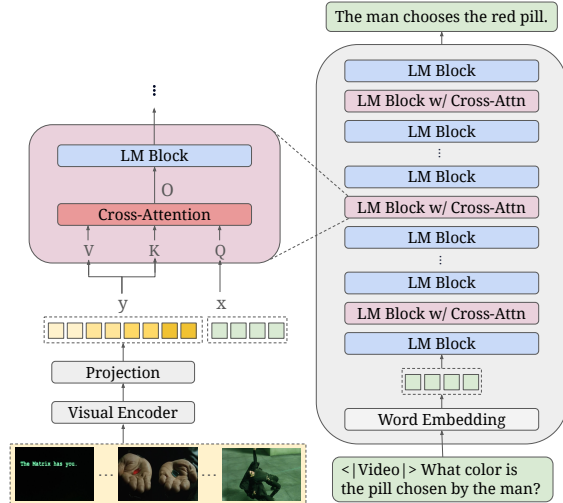 The man chooses the red pill.
LM Block
LM Block w/ Cross-Attn
LM Block
⋮
LM Block
LM Block w/ Cross-Attn
LM Block
⋮
LM Block
LM Block w/ Cross-Attn
LM Block
Word Embedding
<|Video|> What color is
the pill chosen by the man?
⋮
LM Block
O
Cross-Attention
V K Q
y x
Projection
Visual Encoder
The Matrix has you.
... ...